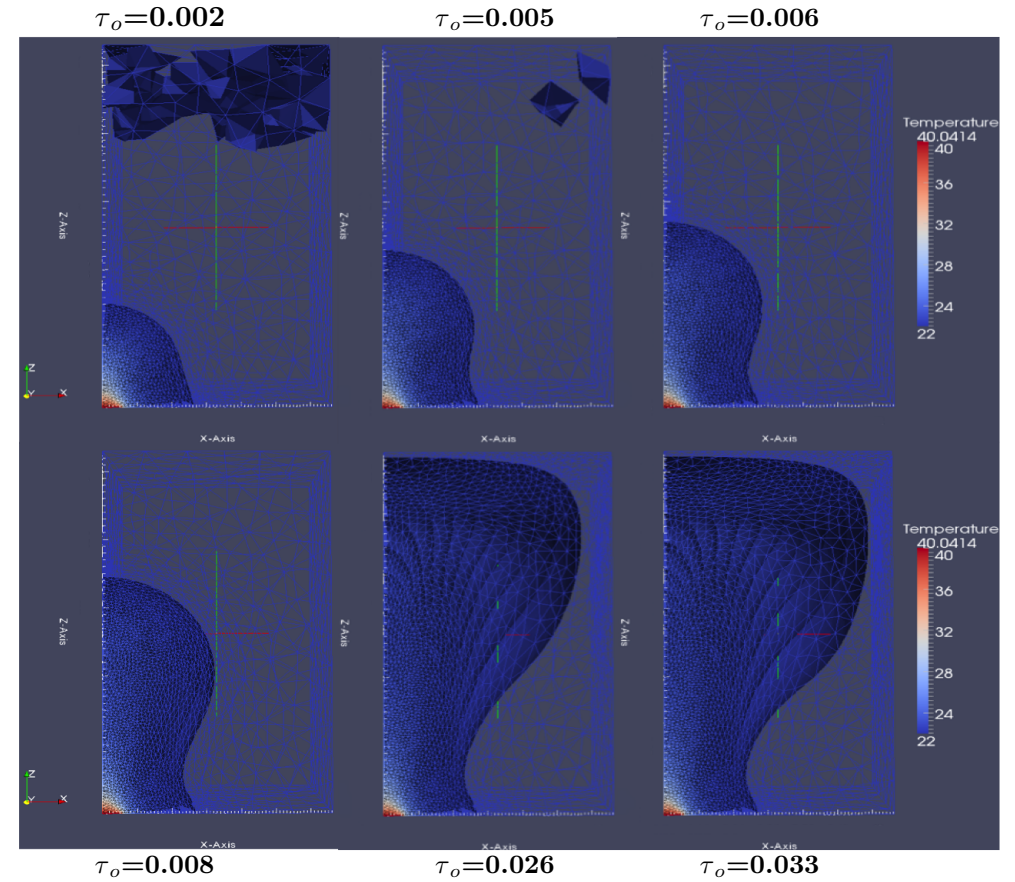 τₒ=0.002 τₒ=0.005 τₒ=0.006
Temperature
40.0414
40
36
32
28
24
22
Z-Axis Z-Axis Z-Axis
Z
Y X
X-Axis X-Axis X-Axis
Temperature
40.0414
40
36
32
28
24
22
Z-Axis Z-Axis Z-Axis
Z
Y X
X-Axis X-Axis X-Axis
τₒ=0.008 τₒ=0.026 τₒ=0.033